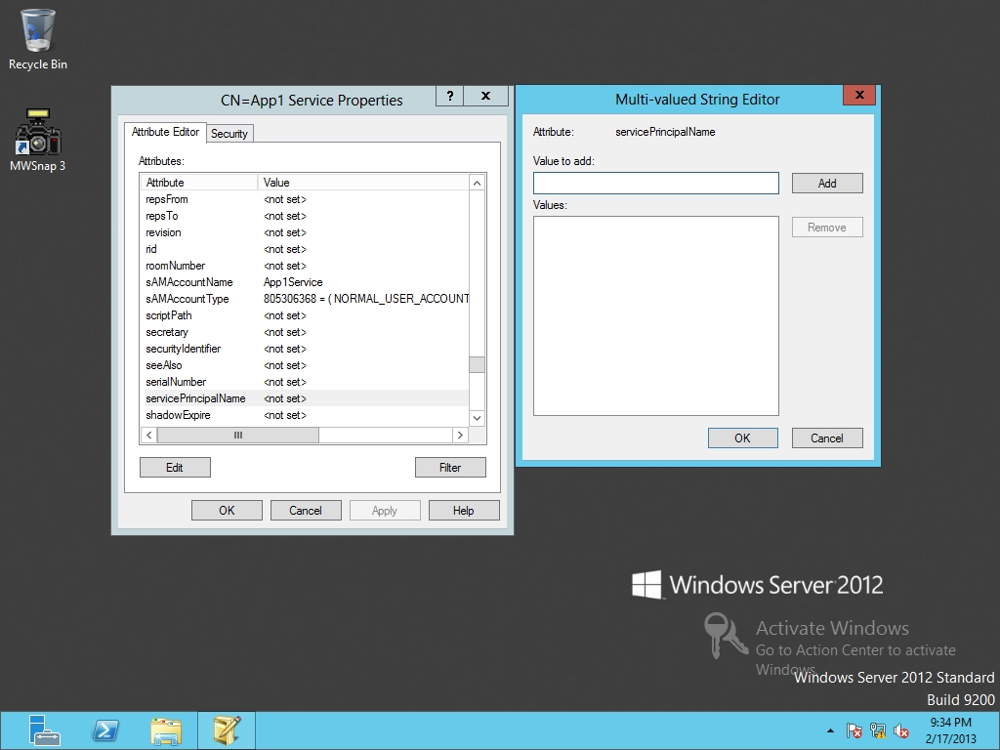 Recycle Bin
MWSnap 3
CN=App1 Service Properties
?
x
Attribute Editor
Security
Attributes:
Attribute Value
repsFrom <not set>
repsTo <not set>
revision <not set>
rid <not set>
roomNumber <not set>
sAMAccountName App1Service
sAMAccountType 805306368 = ( NORMAL_USER_ACCOUNT
scriptPath <not set>
secretary <not set>
securityIdentifier <not set>
seeAlso <not set>
serialNumber <not set>
servicePrincipalName <not set>
shadowExpire <not set>
Edit
Filter
OK
Cancel
Apply
Help
Multi-valued String Editor
x
Attribute: servicePrincipalName
Value to add:
Add
Values:
Remove
OK
Cancel
Windows Server 2012
Activate Windows
Go to Action Center to activate
Windows.
Windows Server 2012 Standard
Build 9200
9:34 PM
2/17/2013